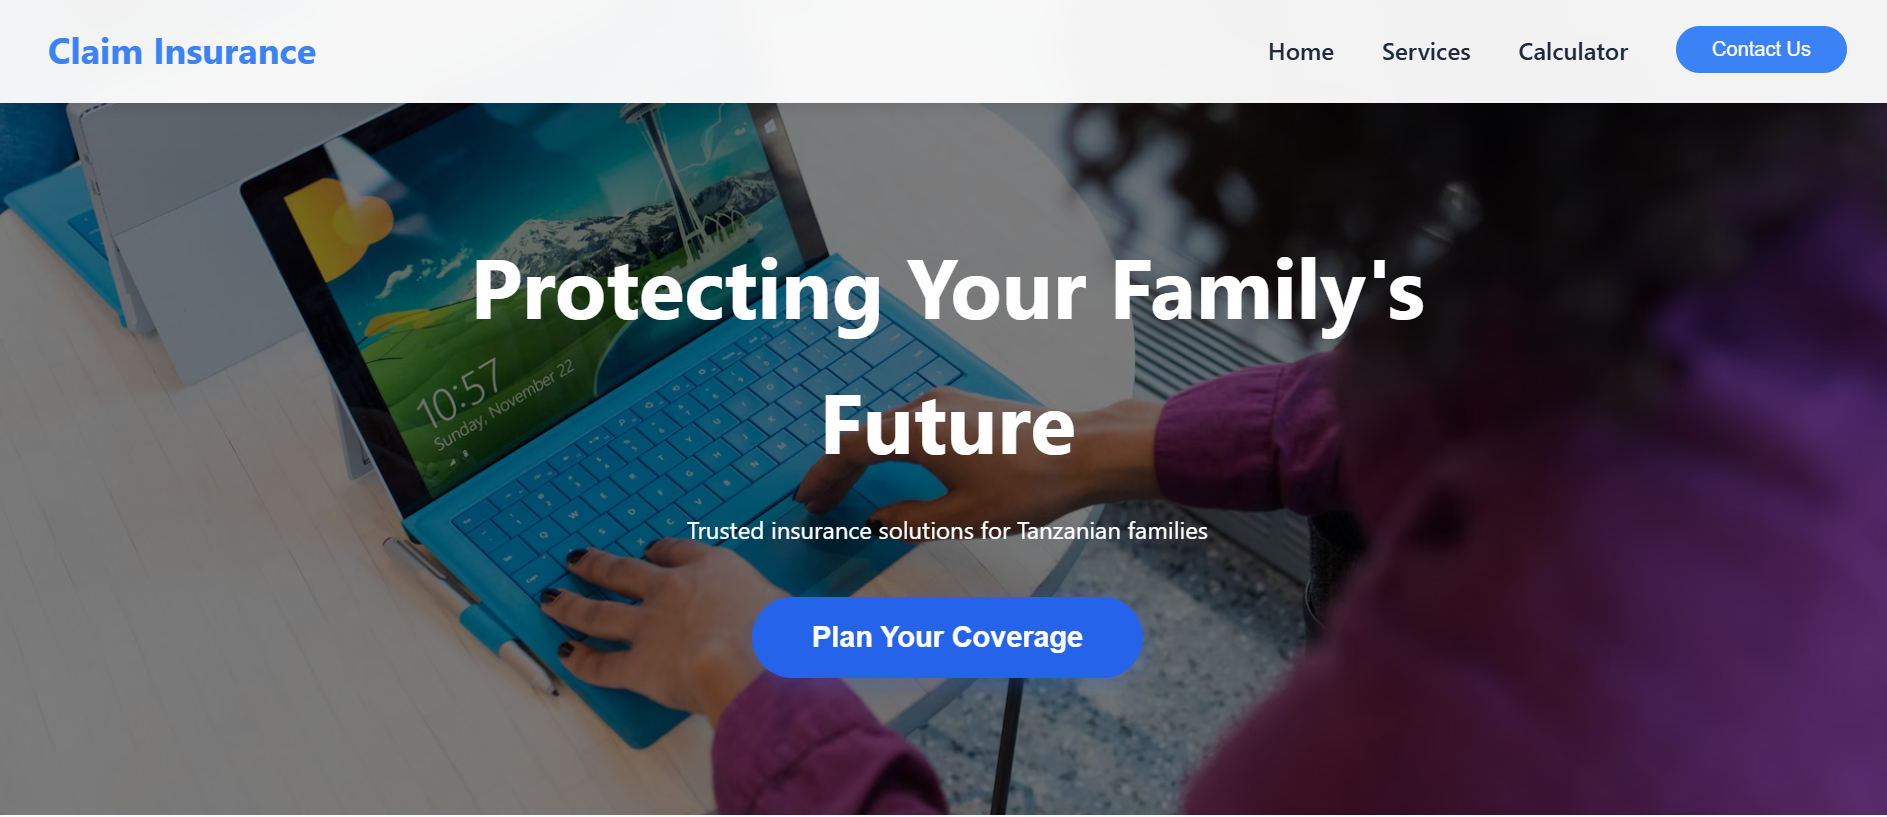 Claim Insurance
Home
Services
Calculator
Contact Us
Protecting Your Family's
Future
10:57
Sunday, November 22
Trusted insurance solutions for Tanzanian families
Plan Your Coverage